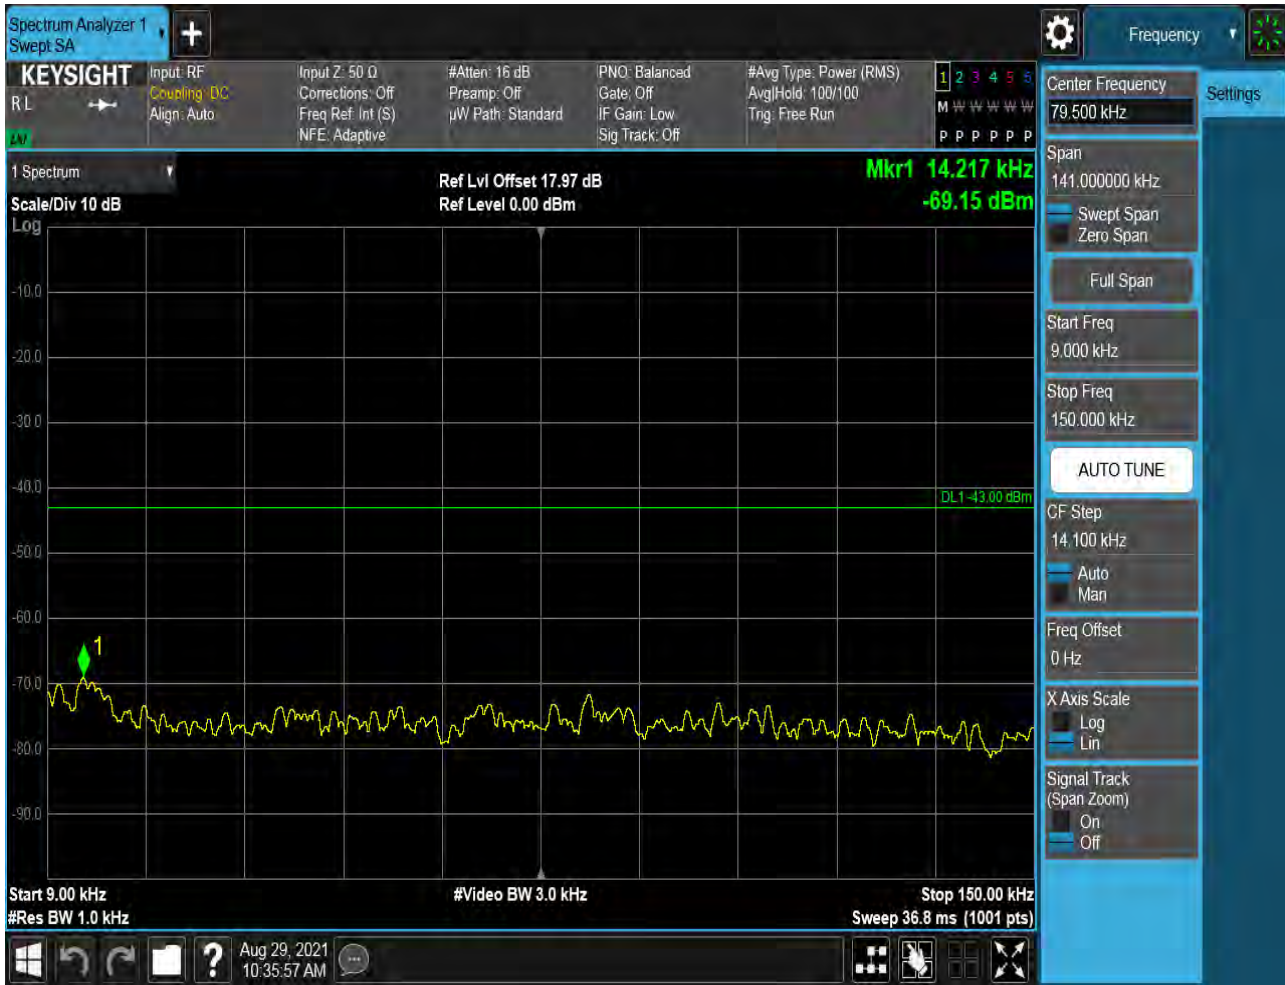 Spectrum Analyzer 1
Swept SA
Frequency
KEYSIGHT
R L
LXI
Input: RF
Coupling: DC
Align: Auto
Input Z: 50 Ω
Corrections: Off
Freq Ref: Int (S)
NFE: Adaptive
#Atten: 16 dB
Preamp: Off
µW Path: Standard
PNO: Balanced
Gate: Off
IF Gain: Low
Sig Track: Off
#Avg Type: Power (RMS)
Avg|Hold: 100/100
Trig: Free Run
1 2 3 4 5 6
M W W W W W
P P P P P P
1 Spectrum
Scale/Div 10 dB
Log
Ref Lvl Offset 17.97 dB
Ref Level 0.00 dBm
Mkr1 14.217 kHz
-69.15 dBm
-10.0
-20.0
-30.0
-40.0
DL1 -43.00 dBm
-50.0
-60.0
1
-70.0
-80.0
-90.0
Start 9.00 kHz
#Res BW 1.0 kHz
#Video BW 3.0 kHz
Stop 150.00 kHz
Sweep 36.8 ms (1001 pts)
Center Frequency
79.500 kHz
Span
141.000000 kHz
Swept Span
Zero Span
Full Span
Start Freq
9.000 kHz
Stop Freq
150.000 kHz
AUTO TUNE
CF Step
14.100 kHz
Auto
Man
Freq Offset
0 Hz
X Axis Scale
Log
Lin
Signal Track
(Span Zoom)
On
Off
Settings
?
Aug 29, 2021
10:35:57 AM